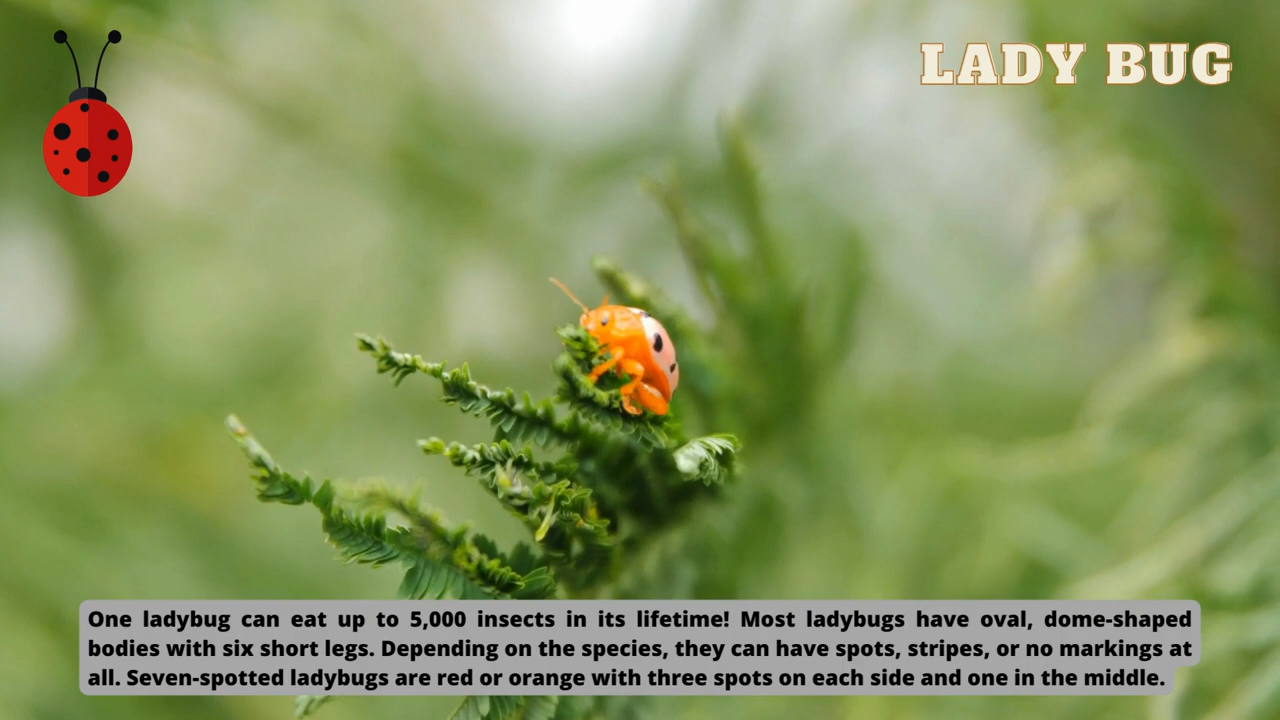 LADY BUG
One ladybug can eat up to 5,000 insects in its lifetime! Most ladybugs have oval, dome-shaped
bodies with six short legs. Depending on the species, they can have spots, stripes, or no markings at
all. Seven-spotted ladybugs are red or orange with three spots on each side and one in the middle.